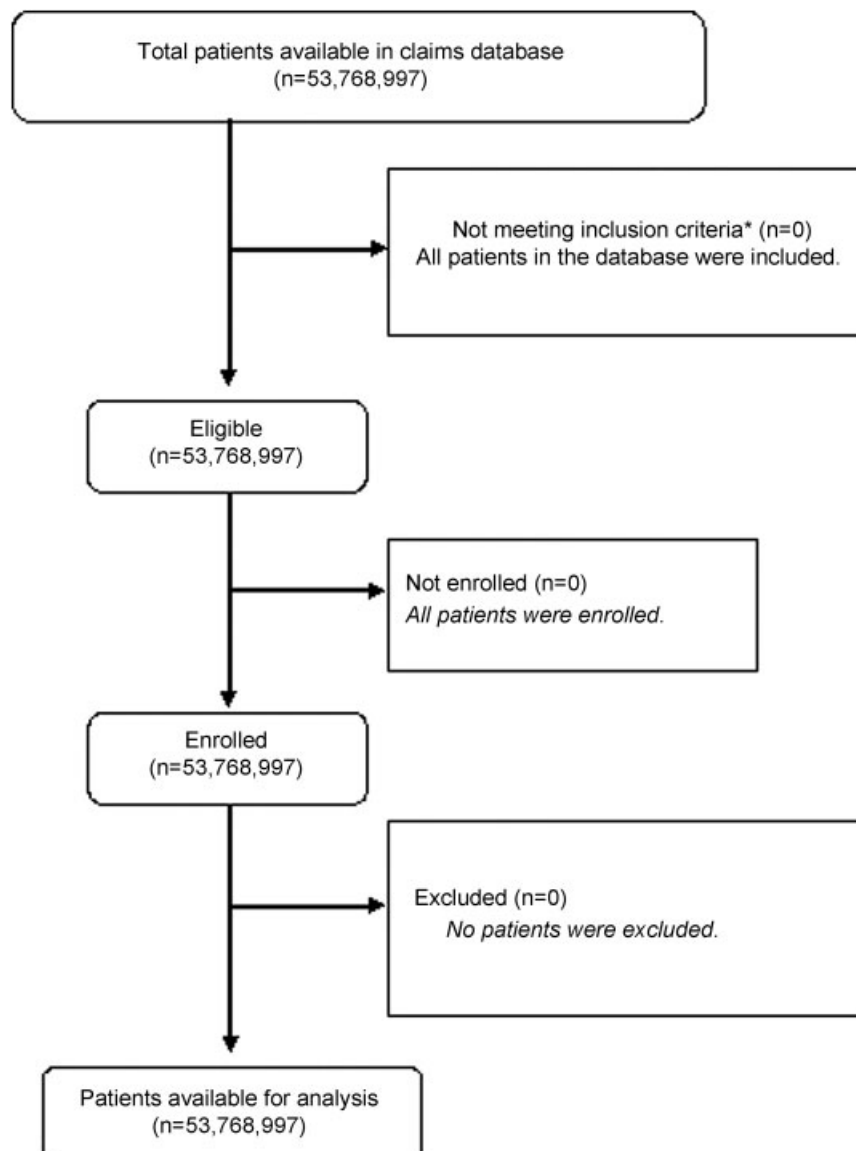 Total patients available in claims database
(n=53,768,997)
Not meeting inclusion criteria* (n=0)
All patients in the database were included.
Eligible
(n=53,768,997)
Not enrolled (n=0)
All patients were enrolled.
Enrolled
(n=53,768,997)
Excluded (n=0)
No patients were excluded.
Patients available for analysis
(n=53,768,997)